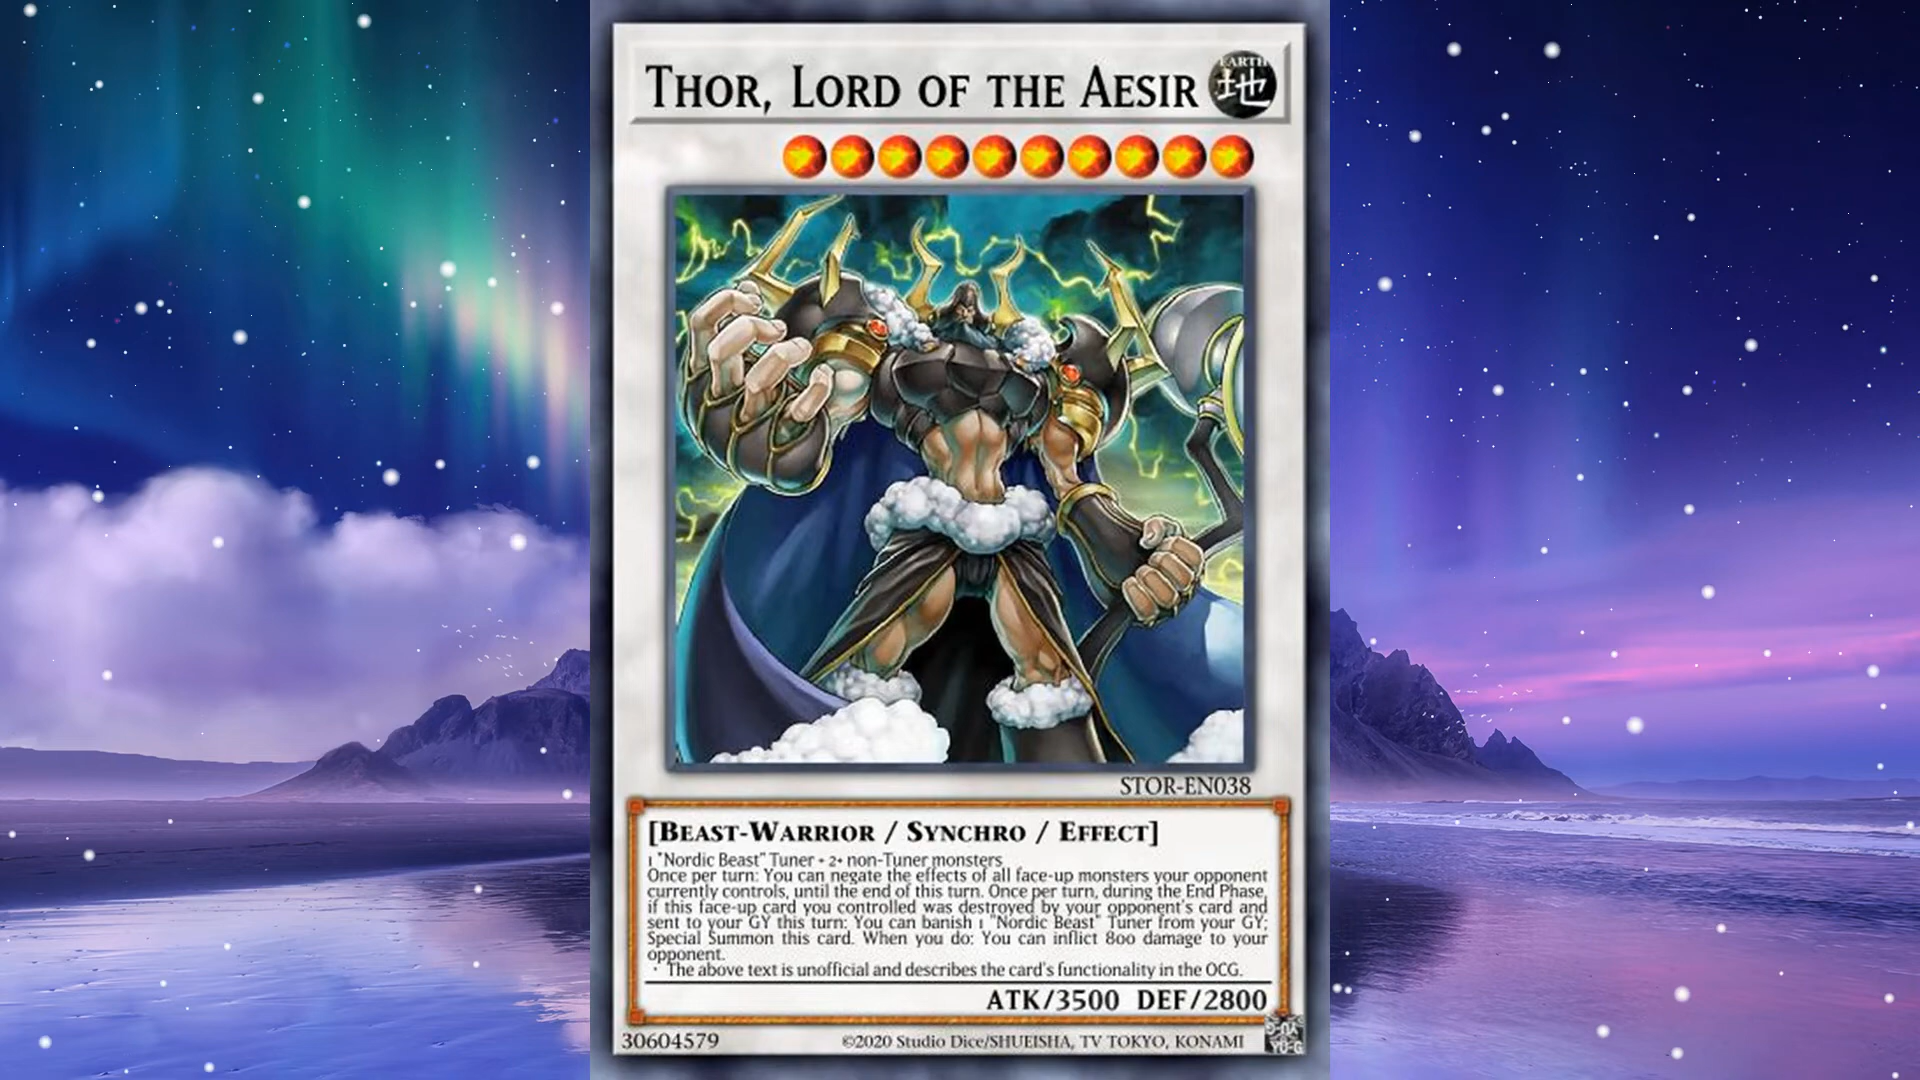 THOR, LORD OF THE AESIR
EARTH
地
STOR-EN038
[BEAST-WARRIOR / SYNCHRO / EFFECT]
1 "Nordic Beast" Tuner + 2+ non-Tuner monsters
Once per turn: You can negate the effects of all face-up monsters your opponent
currently controls, until the end of this turn. Once per turn, during the End Phase,
if this face-up card you controlled was destroyed by your opponent's card and
sent to your GY this turn: You can banish 1 "Nordic Beast" Tuner from your GY;
Special Summon this card. When you do: You can inflict 800 damage to your
opponent.
· The above text is unofficial and describes the card's functionality in the OCG.
ATK/3500 DEF/2800
30604579
©2020 Studio Dice/SHUEISHA, TV TOKYO, KONAMI